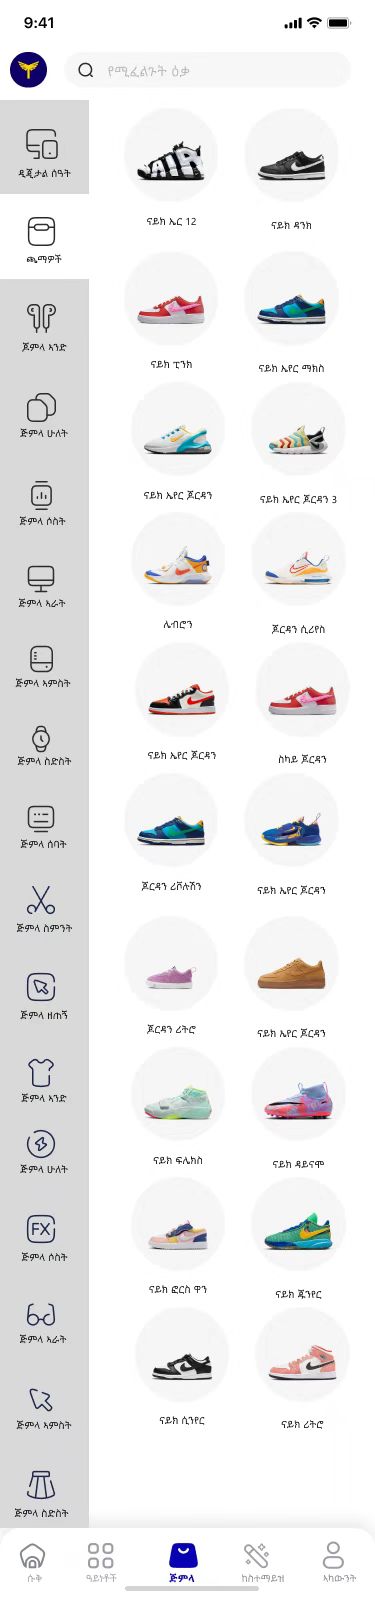 9:41
የሚፈልጉት ዕቃ
ዲጂታል ሰዓት
ጫማዎች
ጅምላ አንድ
ጅምላ ሁለት
ጅምላ ሶስት
ጅምላ አራት
ጅምላ አምስት
ጅምላ ስድስት
ጅምላ ሰባት
ጅምላ ስምንት
ጅምላ ዘጠኝ
ጅምላ አንድ
ጅምላ ሁለት
FX
ጅምላ ሶስት
ጅምላ አራት
ጅምላ አምስት
ጅምላ ስድስት
ናይክ ኤር 12
ናይክ ዳንክ
ናይክ ፒንክ
ናይክ ኤየር ማክስ
ናይክ ኤየር ጆርዳን
ናይክ ኤየር ጆርዳን 3
ሌብሮን
ጆርዳን ሲሪየስ
ናይክ ኤየር ጆርዳን
ስካይ ጆርዳን
ጆርዳን ሪቮሉሽን
ናይክ ኤየር ጆርዳን
ጆርዳን ሪትሮ
ናይክ ኤየር ጆርዳን
ናይክ ፍሌክስ
ናይክ ዳይናሞ
ናይክ ፎርስ ዋን
ናይክ ጁንየር
ናይክ ሲንየር
ናይክ ሪትሮ
ሱቅ
ዓይነቶች
ጅምላ
ከስተማይዝ
አካውንት